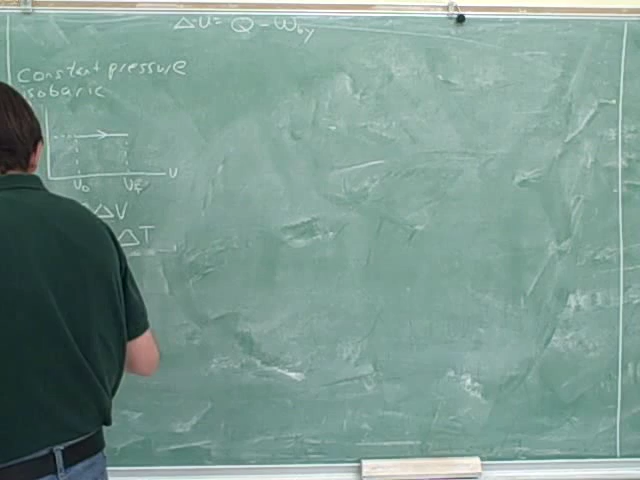 ΔU = Q - Wby
Constant pressure
isobaric
V
V0 Vf
ΔV
ΔT